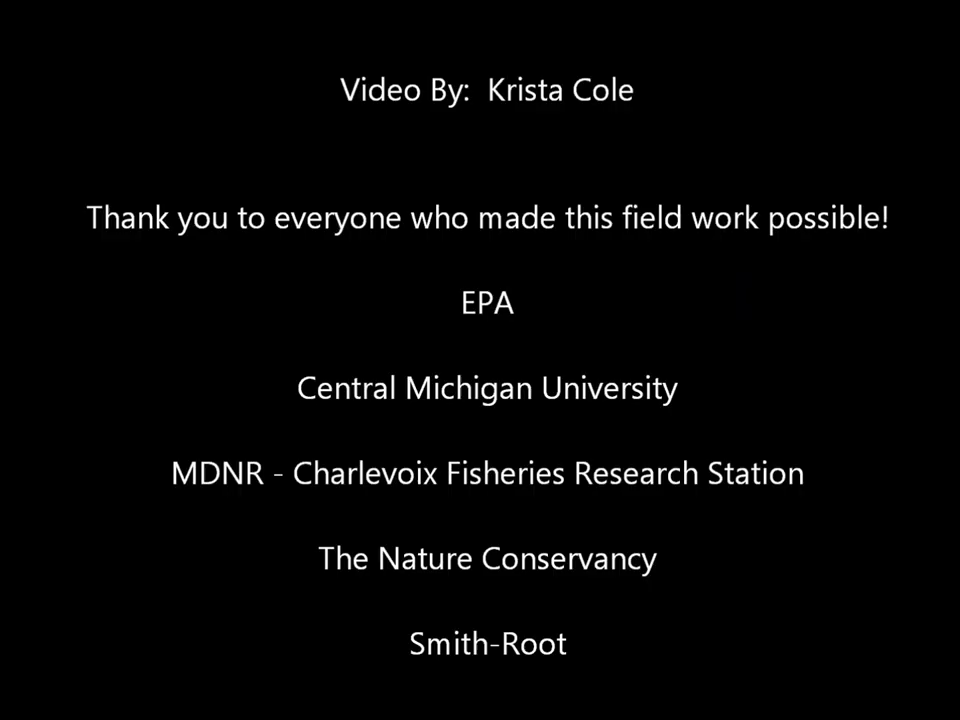 Video By:  Krista Cole
Thank you to everyone who made this field work possible!
EPA
Central Michigan University
MDNR - Charlevoix Fisheries Research Station
The Nature Conservancy
Smith-Root